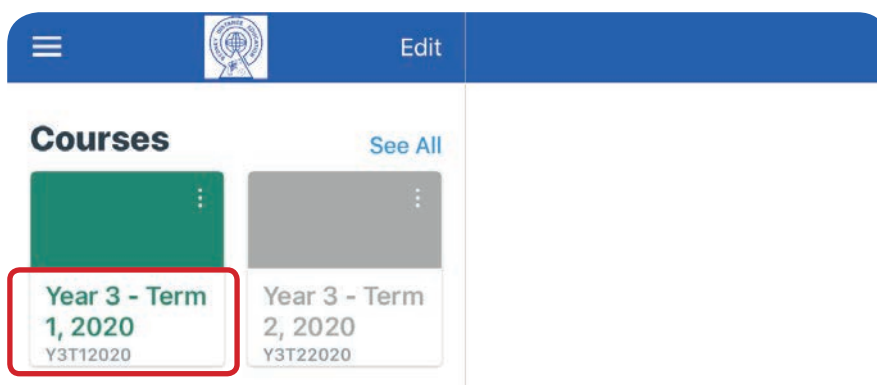 Edit
Courses
See All
Year 3 - Term
1, 2020
Y3T12020
Year 3 - Term
2, 2020
Y3T22020